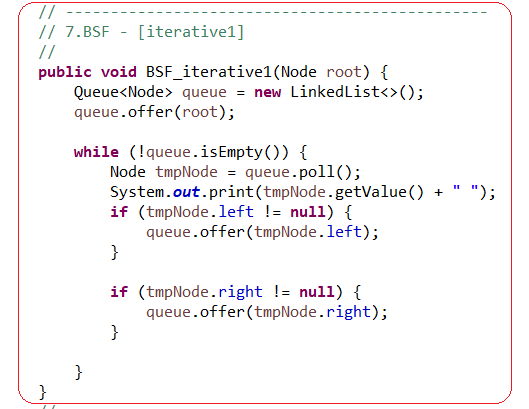 // -----------------------------------------------
// 7.BSF - [iterative1]
//
public void BSF_iterative1(Node root) {
    Queue<Node> queue = new LinkedList<>();
    queue.offer(root);

    while (!queue.isEmpty()) {
        Node tmpNode = queue.poll();
        System.out.print(tmpNode.getValue() + " ");
        if (tmpNode.left != null) {
            queue.offer(tmpNode.left);
        }

        if (tmpNode.right != null) {
            queue.offer(tmpNode.right);
        }

    }
}
//